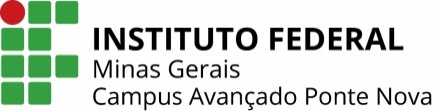 INSTITUTO FEDERAL
Minas Gerais
Campus Avançado Ponte Nova